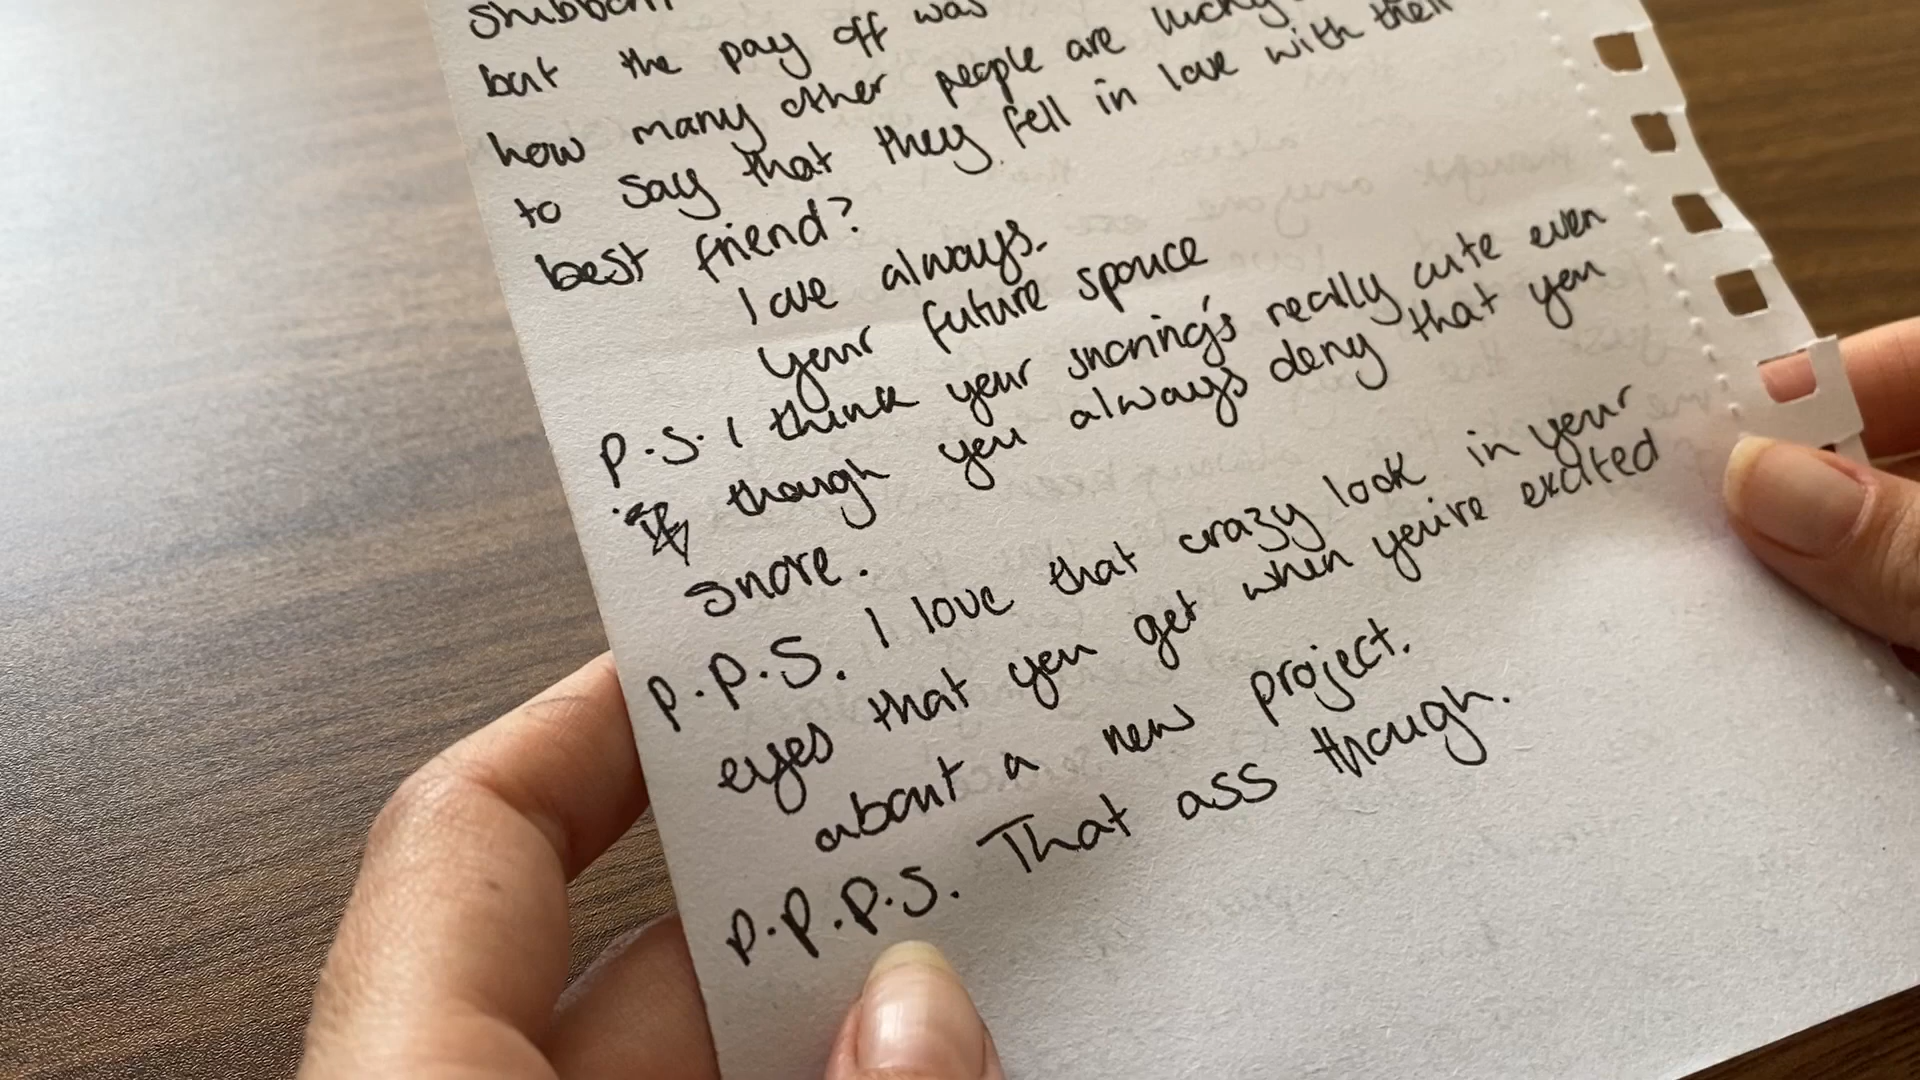 but the pay off was
how many other people are lucky
to say that they fell in love with their
best friend?
Love always.
Your future spouce
P.S. I think your snoring's really cute even
though you always deny that you
snore.
P.P.S. I love that crazy look in your
eyes that you get when you're excited
about a new project.
P.P.P.S. That ass though.